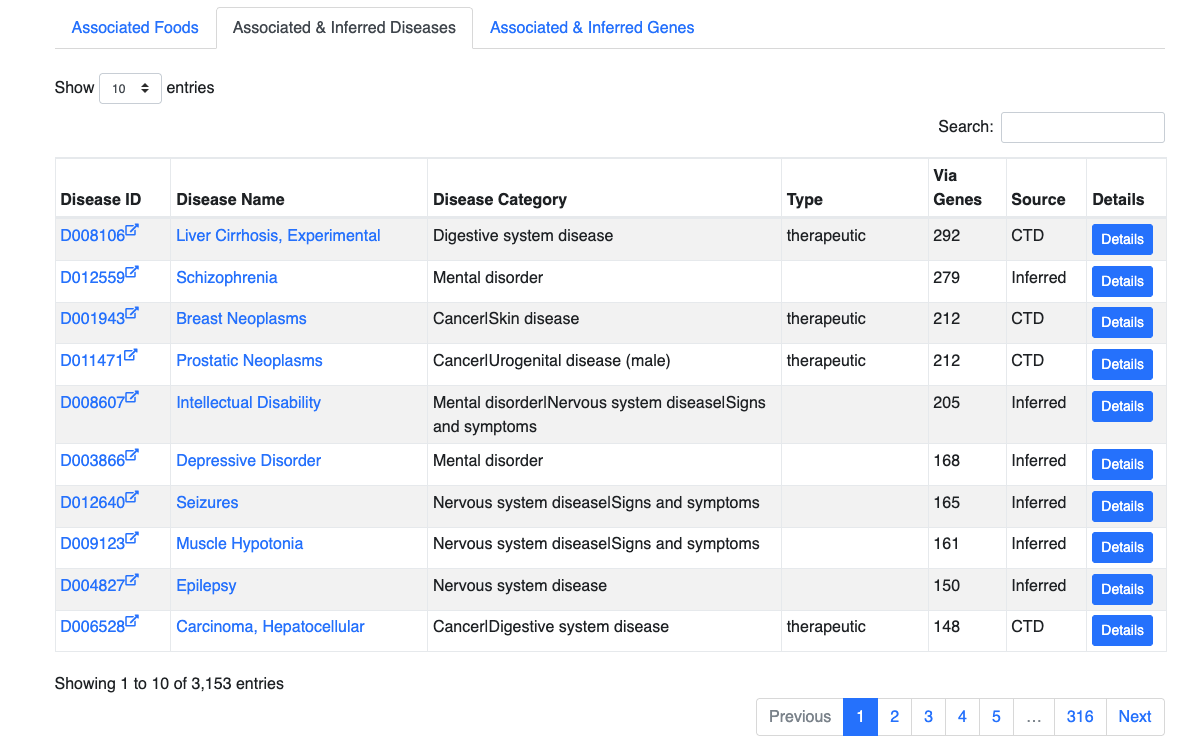 Associated Foods Associated & Inferred Diseases Associated & Inferred Genes
Show 10 entries
Search:
Disease ID Disease Name Disease Category Type Via Genes Source Details
D008106 Liver Cirrhosis, Experimental Digestive system disease therapeutic 292 CTD Details
D012559 Schizophrenia Mental disorder 279 Inferred Details
D001943 Breast Neoplasms Cancer|Skin disease therapeutic 212 CTD Details
D011471 Prostatic Neoplasms Cancer|Urogenital disease (male) therapeutic 212 CTD Details
D008607 Intellectual Disability Mental disorder|Nervous system disease|Signs and symptoms 205 Inferred Details
D003866 Depressive Disorder Mental disorder 168 Inferred Details
D012640 Seizures Nervous system disease|Signs and symptoms 165 Inferred Details
D009123 Muscle Hypotonia Nervous system disease|Signs and symptoms 161 Inferred Details
D004827 Epilepsy Nervous system disease 150 Inferred Details
D006528 Carcinoma, Hepatocellular Cancer|Digestive system disease therapeutic 148 CTD Details
Showing 1 to 10 of 3,153 entries
Previous 1 2 3 4 5 … 316 Next